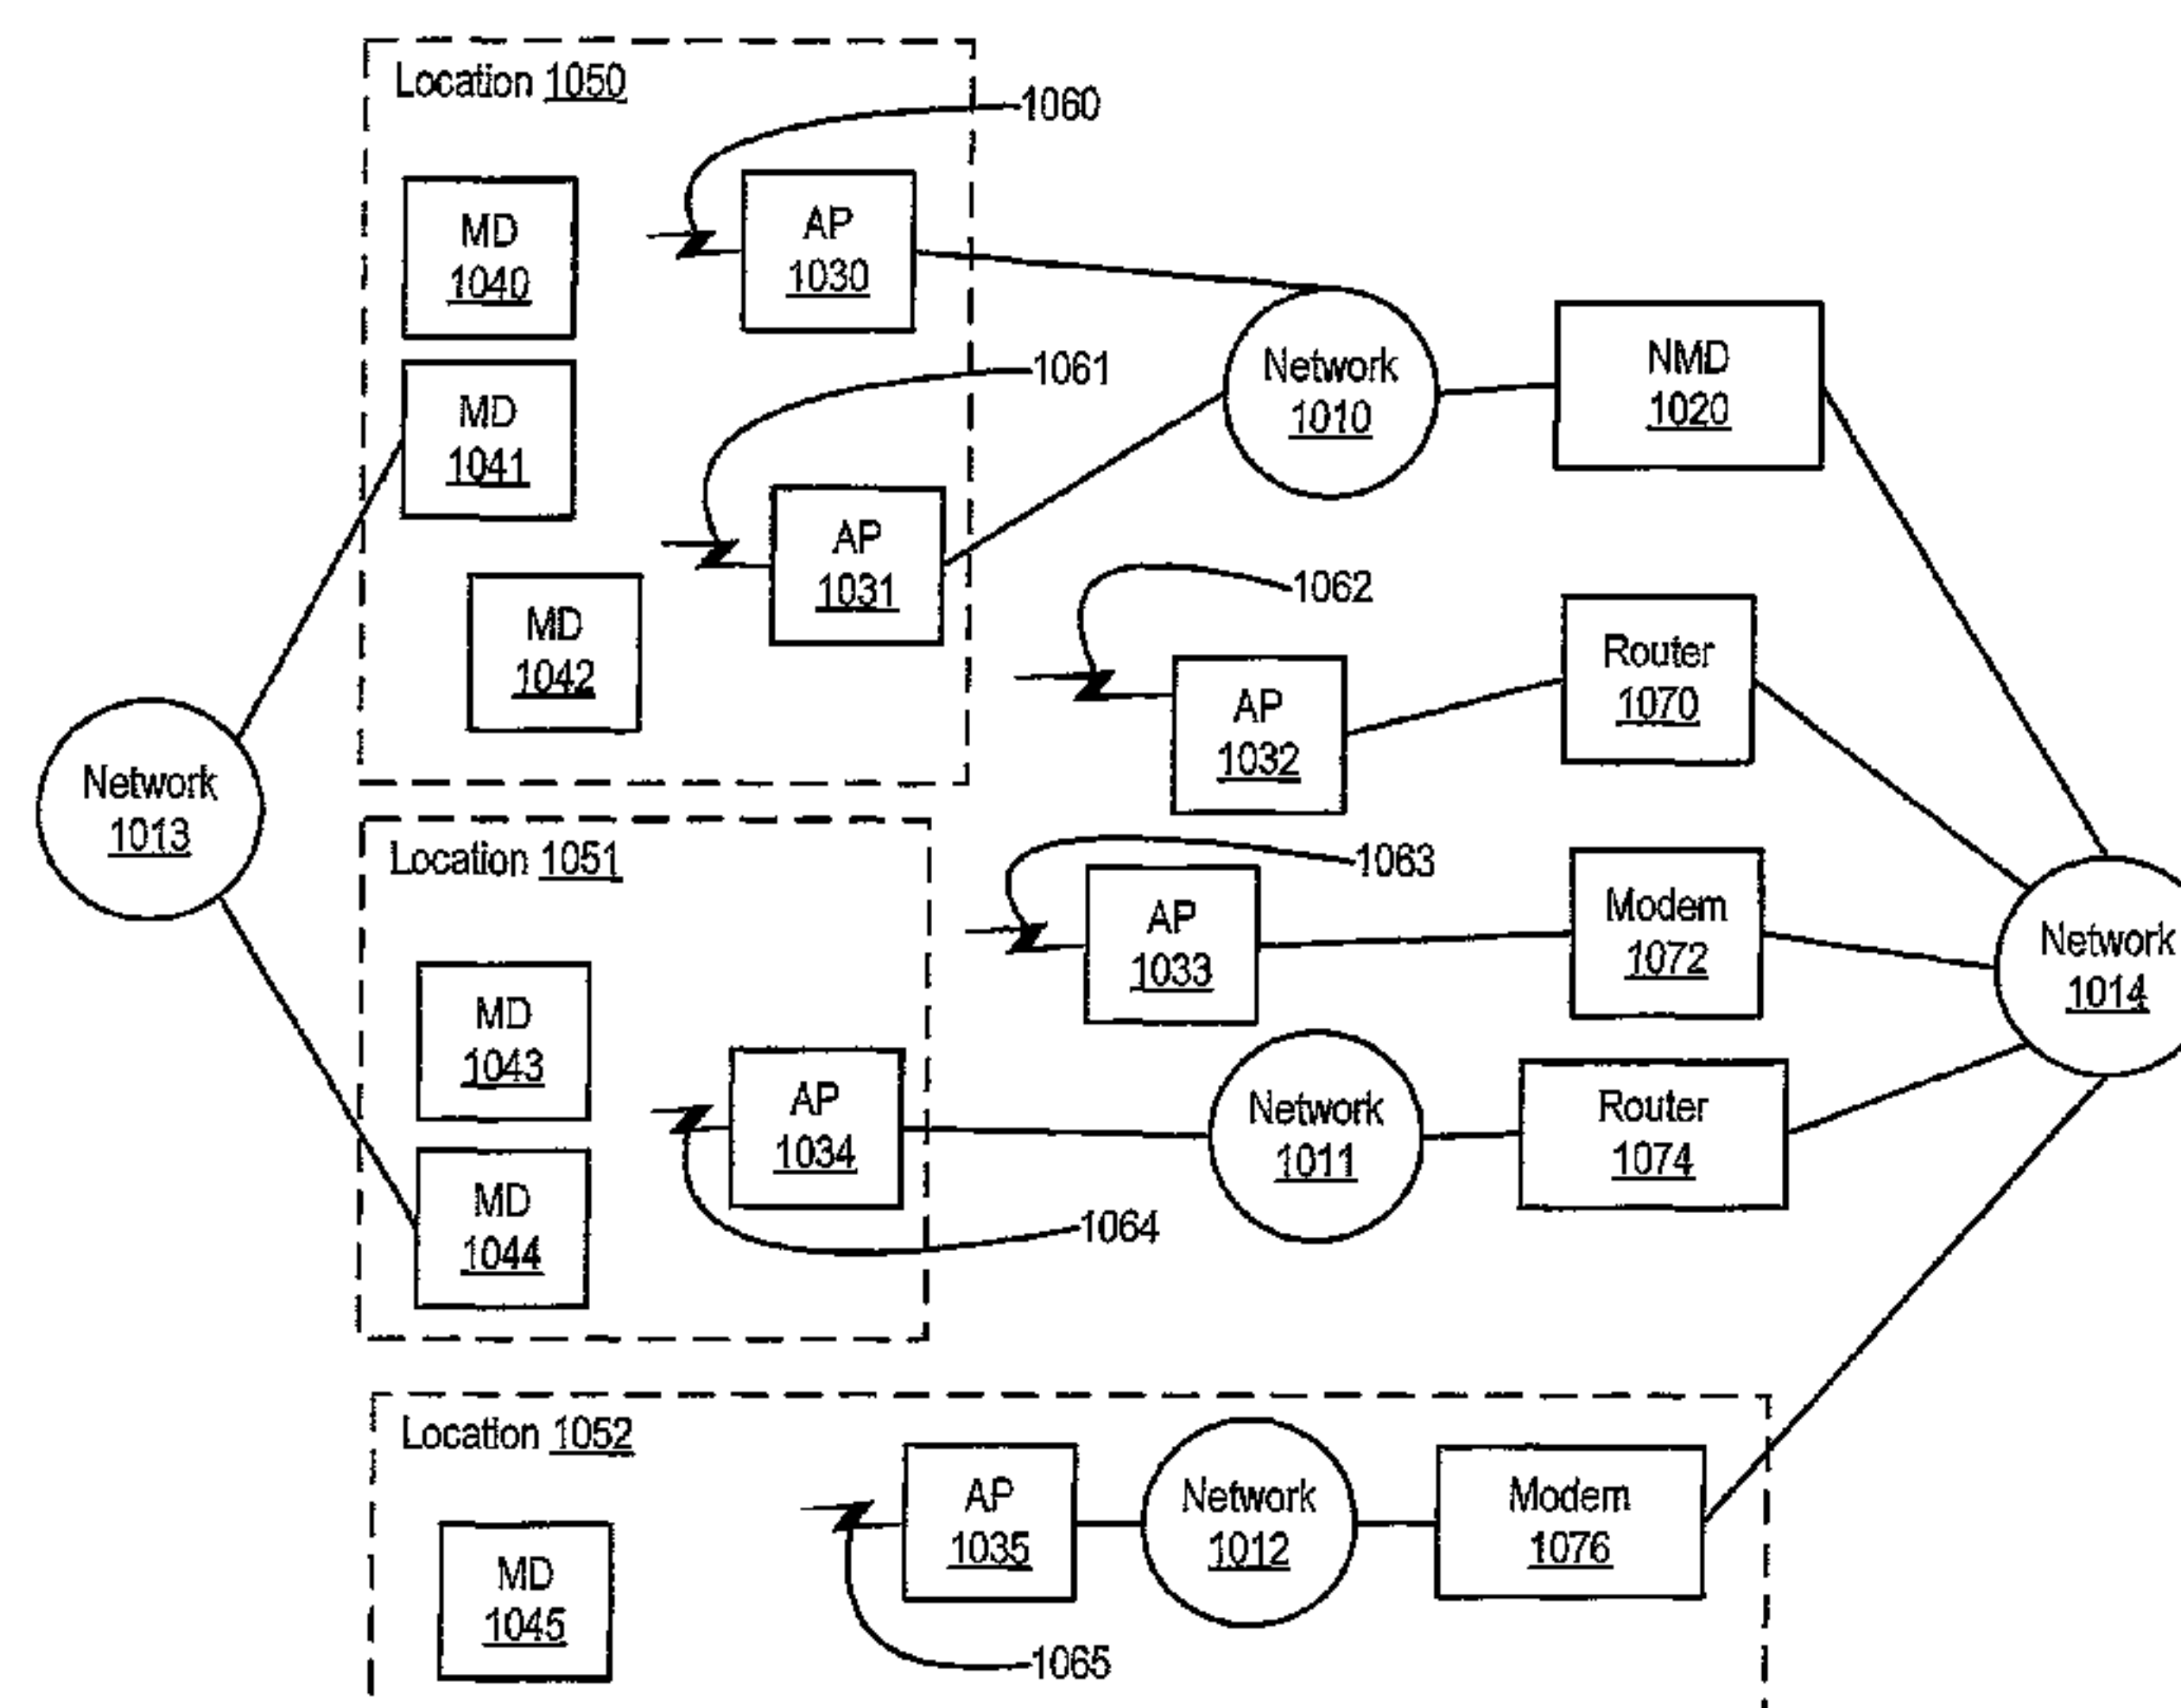 Location 1050
1060
MD
1040
AP
1030
1061
Network
1010
NMD
1020
MD
1041
AP
1031
1062
MD
1042
Router
1070
AP
1032
Network
1013
Location 1051
1063
AP
1033
Modem
1072
Network
1014
MD
1043
AP
1034
Network
1011
Router
1074
MD
1044
1064
Location 1052
AP
1035
Network
1012
Modem
1076
MD
1045
1065